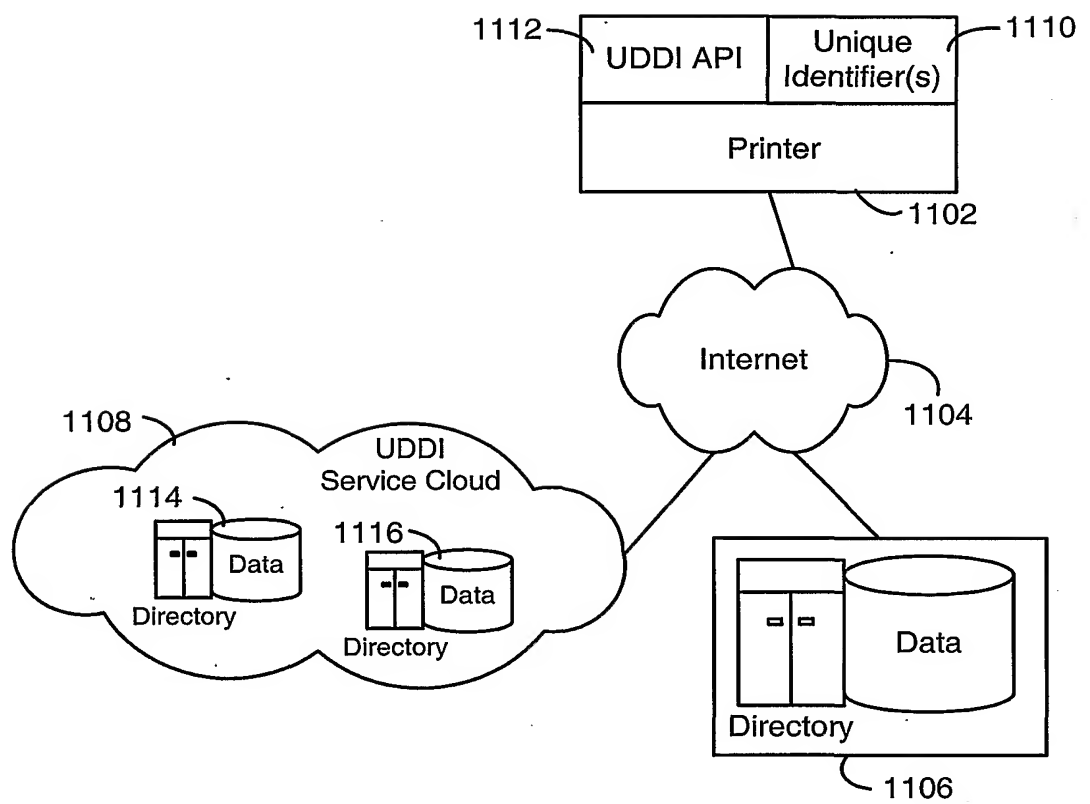 1112
UDDI API
Unique
Identifier(s)
1110
Printer
1102
Internet
1104
1108
UDDI
Service Cloud
1114
Data
Directory
1116
Data
Directory
Data
Directory
1106